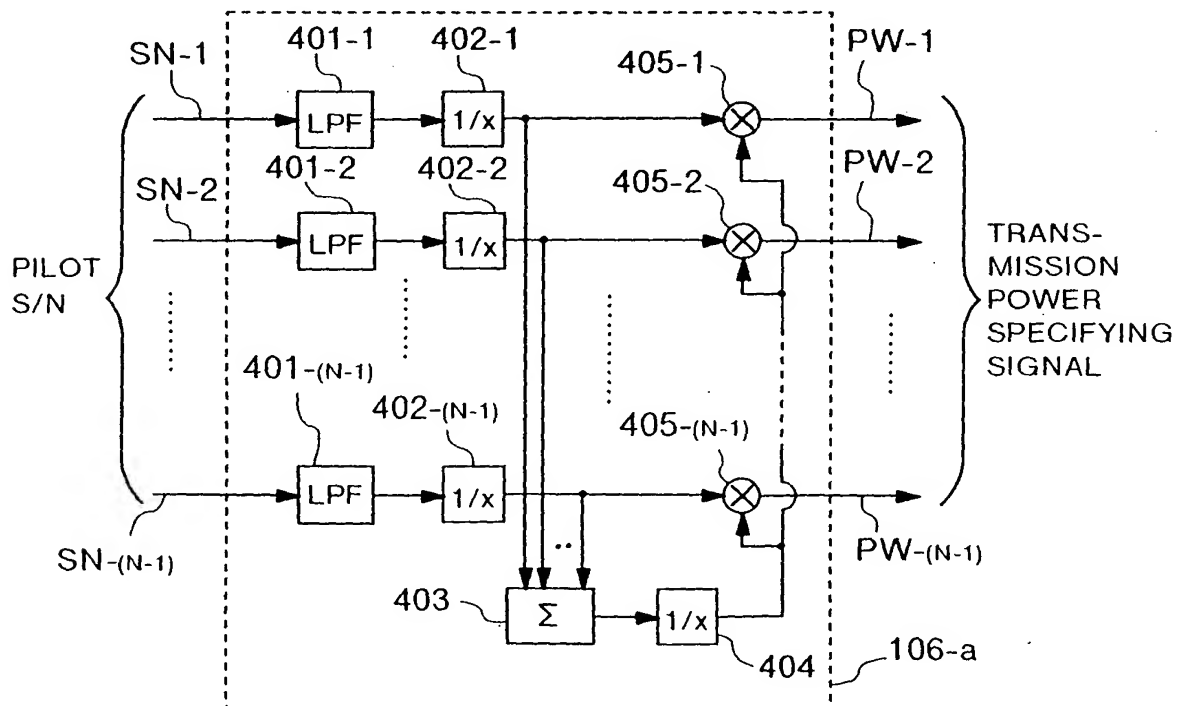 SN-1
401-1
402-1
405-1
PW-1
LPF
1/x
SN-2
401-2
402-2
405-2
PW-2
LPF
1/x
PILOT
S/N
TRANS-
MISSION
POWER
SPECIFYING
SIGNAL
401-(N-1)
402-(N-1)
405-(N-1)
LPF
1/x
SN-(N-1)
PW-(N-1)
403
Σ
1/x
404
106-a